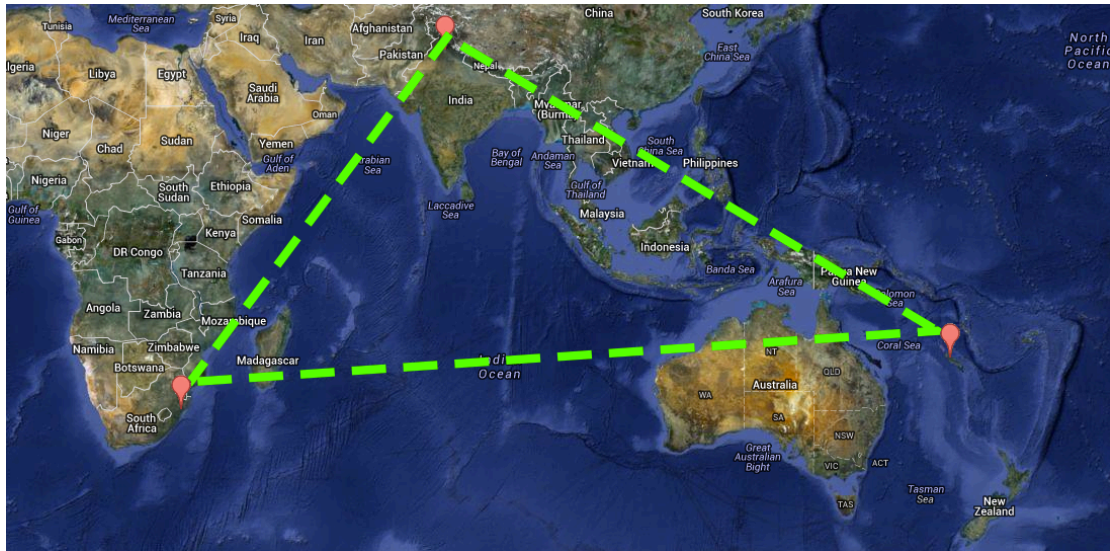 South Korea
China
Mediterranean
Sea
Tunisia
Syria
Afghanistan
Iraq
Iran
North
Pacific
Ocean
East
China Sea
Pakistan
Nepal
Algeria
Libya
Egypt
Saudi
Arabia
India
Myanmar
(Burma)
Oman
Niger
Sudan
Chad
Yemen
Thailand
South
China Sea
Gulf of
Aden
Arabian
Sea
Bay of
Bengal
Andaman
Sea
Vietnam
Philippines
Nigeria
South
Sudan
Ethiopia
Gulf of
Thailand
Gulf of
Guinea
Laccadive
Sea
Somalia
Malaysia
Gabon
Kenya
DR Congo
Indonesia
Tanzania
Banda Sea
Arafura
Sea
Papua New
Guinea
Solomon
Sea
Angola
Zambia
Mozambique
Namibia
Zimbabwe
Madagascar
Coral Sea
Botswana
Indian
Ocean
NT
QLD
Australia
WA
South
Africa
SA
NSW
Great
Australian
Bight
VIC
ACT
Tasman
Sea
TAS
New
Zealand